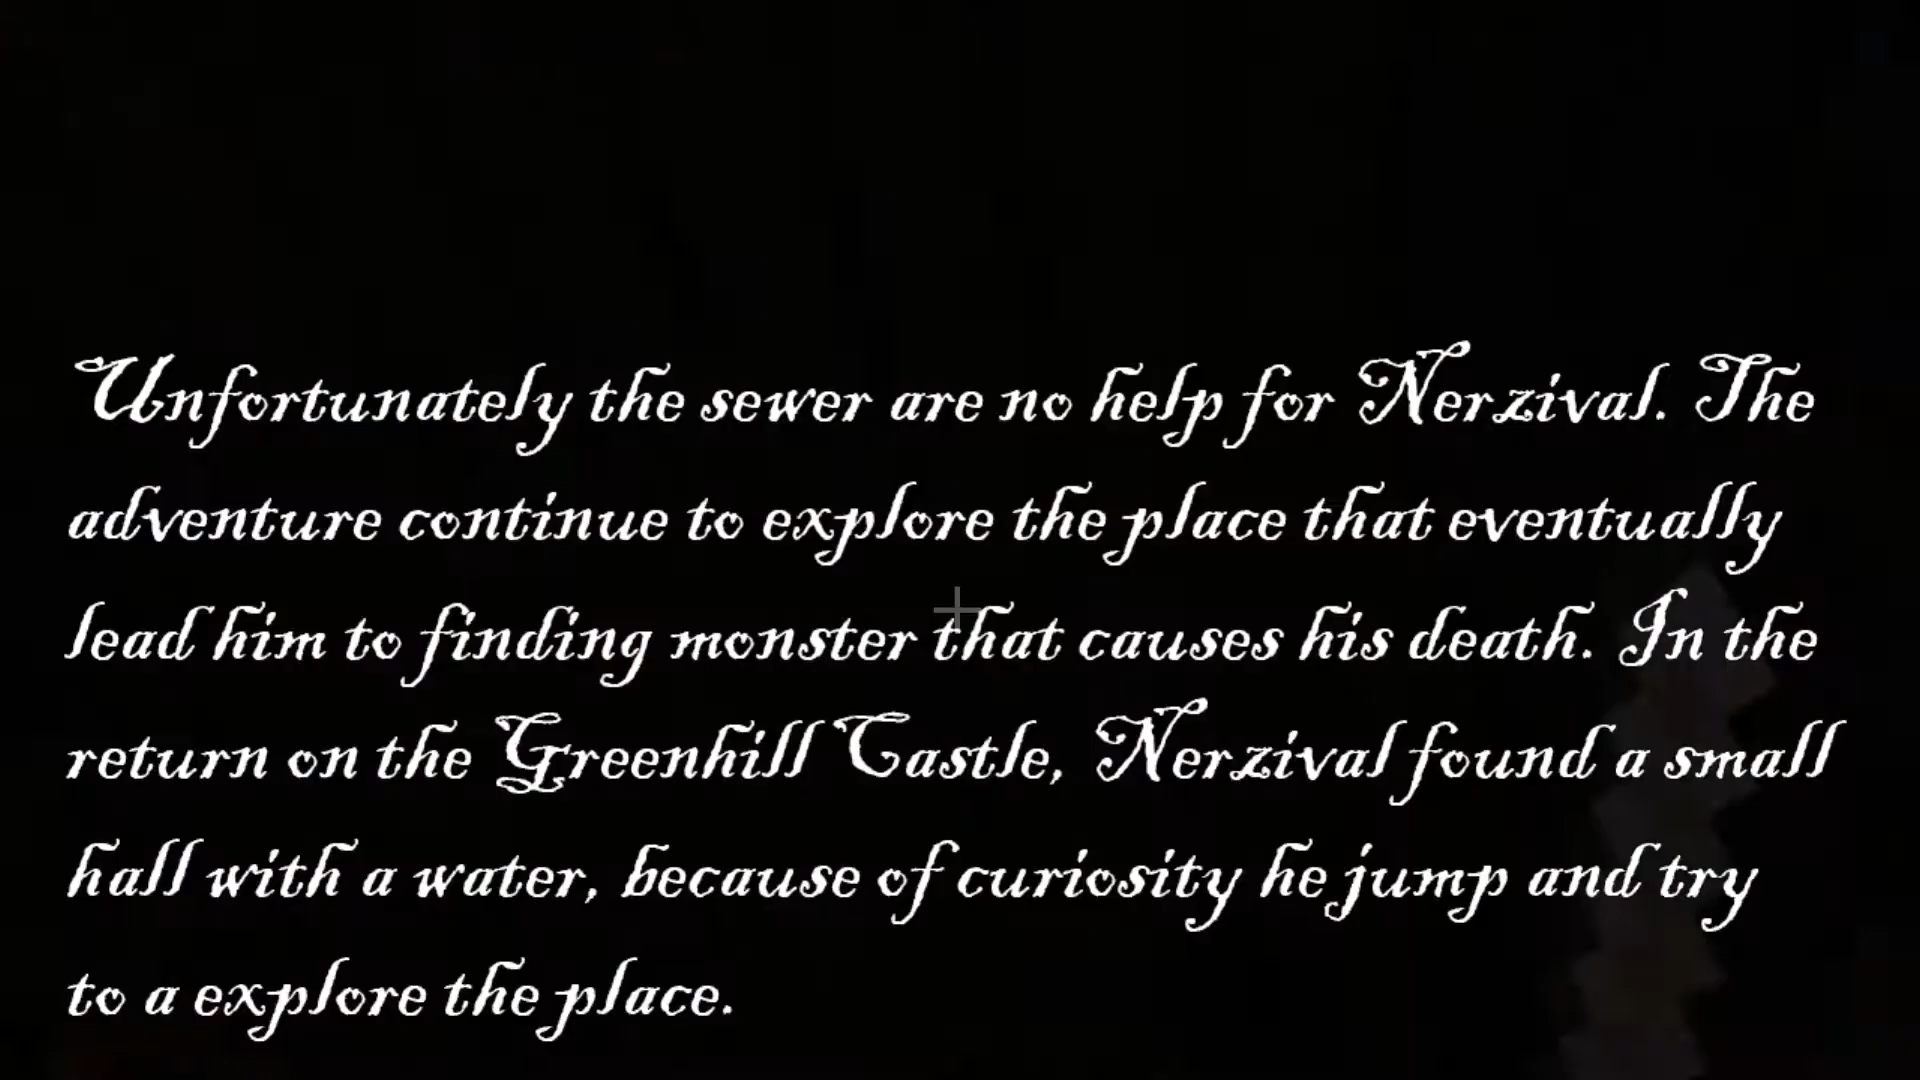 Unfortunately the sewer are no help for Nerzival. The
adventure continue to explore the place that eventually
lead him to finding monster that causes his death. In the
return on the Greenhill Castle, Nerzival found a small
hall with a water, because of curiosity he jump and try
to a explore the place.